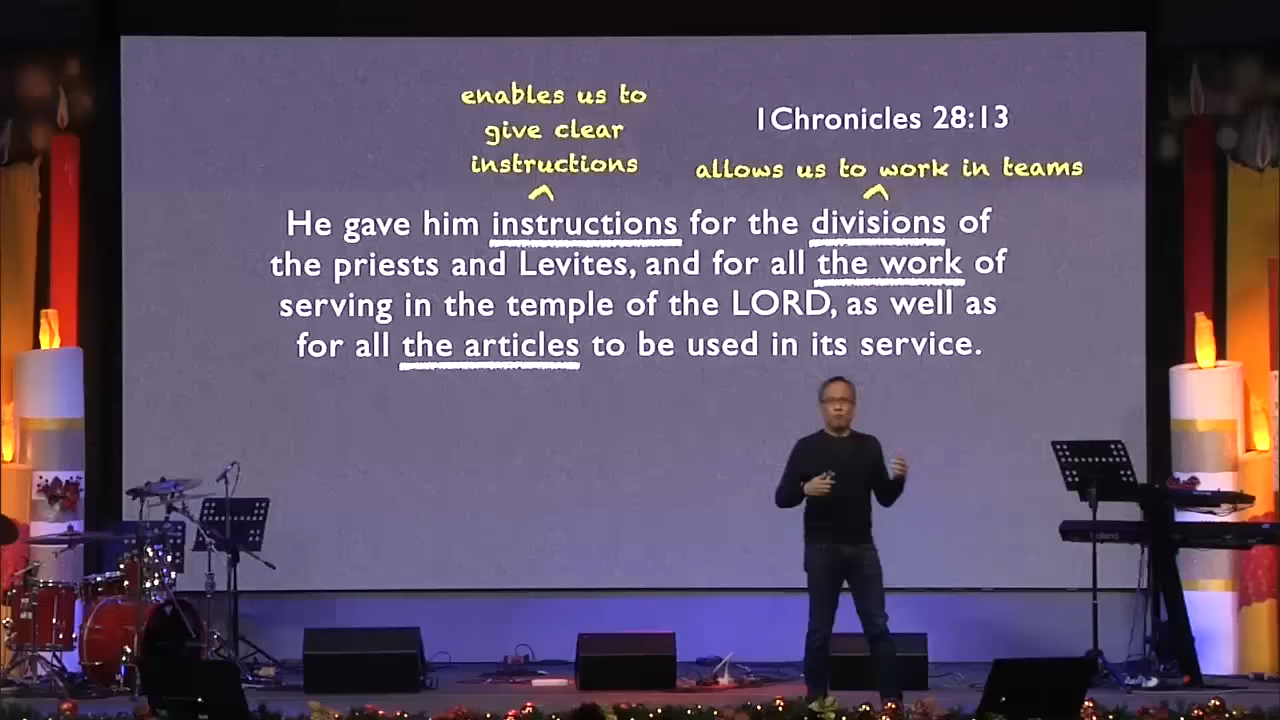 enables us to
give clear
instructions
1Chronicles 28:13
allows us to work in teams
He gave him instructions for the divisions of
the priests and Levites, and for all the work of
serving in the temple of the LORD, as well as
for all the articles to be used in its service.
Roland